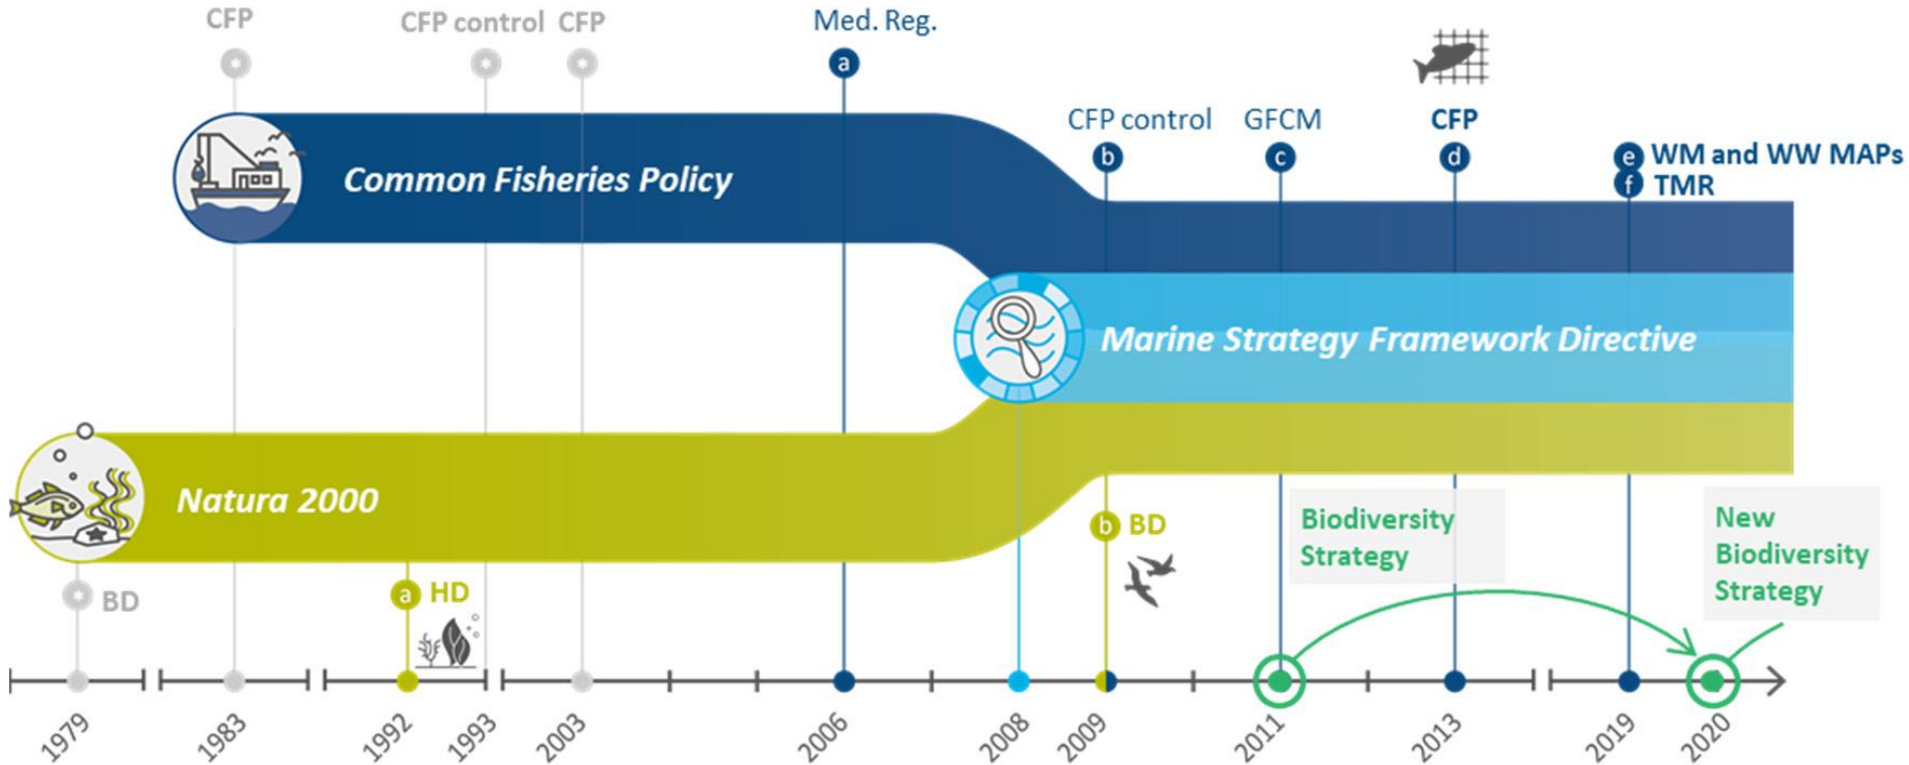 CFP
CFP control
CFP
Med. Reg.
a
CFP control
GFCM
CFP
b
c
d
e WM and WW MAPs
f TMR
Common Fisheries Policy
Marine Strategy Framework Directive
Natura 2000
BD
a HD
b BD
Biodiversity
Strategy
New
Biodiversity
Strategy
1979
1983
1992
1993
2003
2006
2008
2009
2011
2013
2019
2020